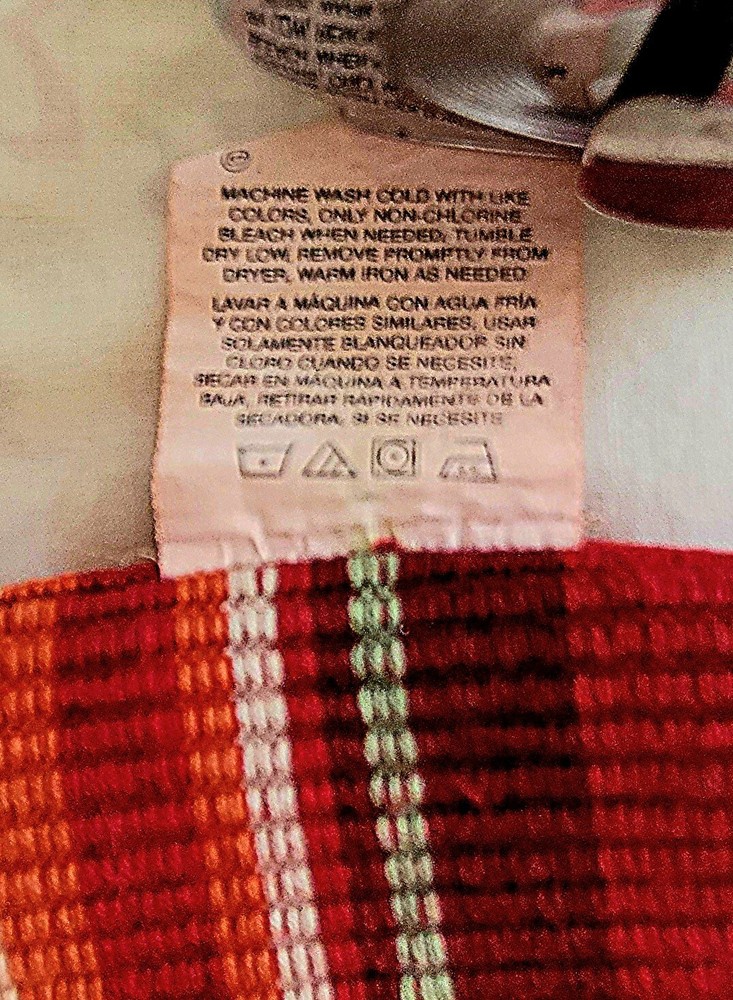 ©
MACHINE WASH COLD WITH LIKE
COLORS, ONLY NON-CHLORINE
BLEACH WHEN NEEDED, TUMBLE
DRY LOW, REMOVE PROMPTLY FROM
DRYER, WARM IRON AS NEEDED
LAVAR A MÁQUINA CON AGUA FRÍA
Y CON COLORES SIMILARES, USAR
SOLAMENTE BLANQUEADOR SIN
CLORO CUANDO SE NECESITE,
SECAR EN MÁQUINA A TEMPERATURA
BAJA, RETIRAR RÁPIDAMENTE DE LA
SECADORA, SI SE NECESITE